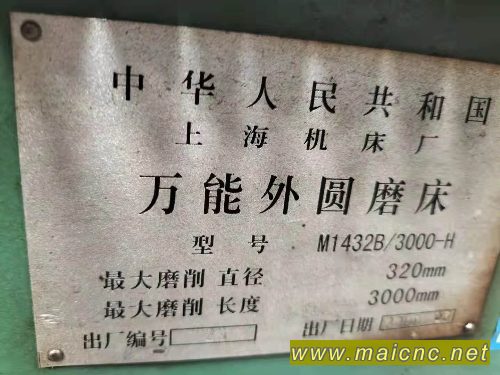 中华人民共和国
上海机床厂
万能外圆磨床
型号 M1432B/3000-H
最大磨削 直径 320mm
最大磨削 长度 3000mm
出厂编号 出厂日期
www.maicnc.net